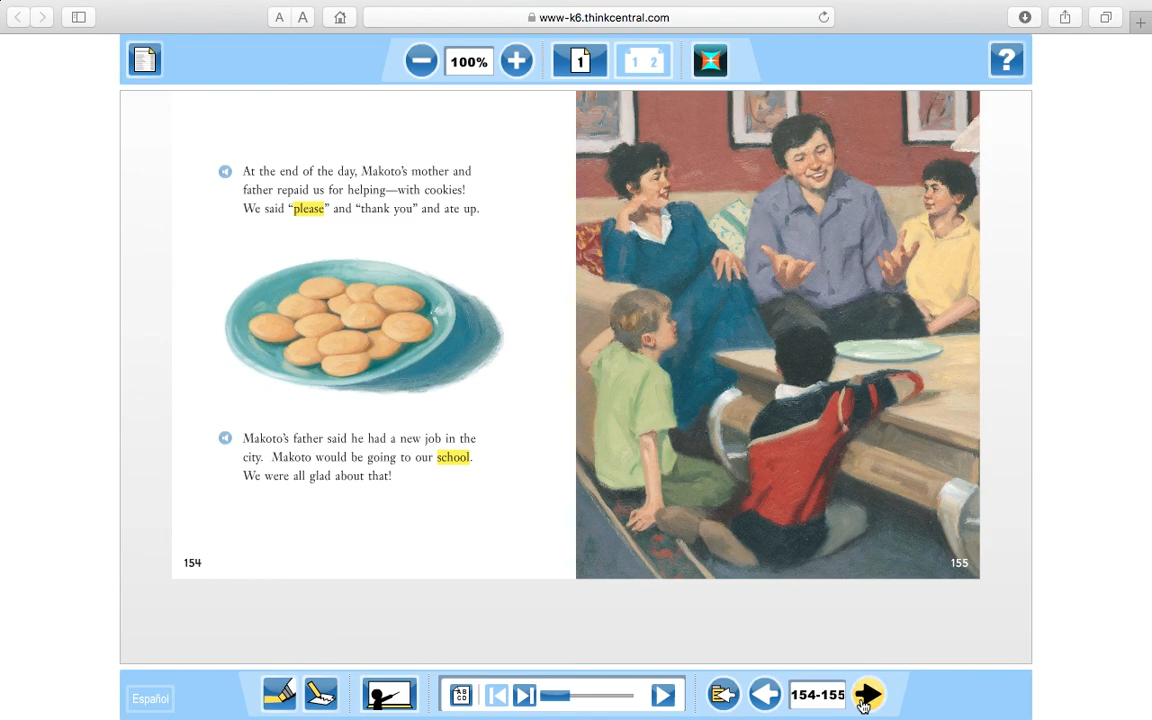 A A
www-k6.thinkcentral.com
100%
1
1 2
?
At the end of the day, Makoto’s mother and
father repaid us for helping—with cookies!
We said “please” and “thank you” and ate up.
Makoto’s father said he had a new job in the
city. Makoto would be going to our school.
We were all glad about that!
154
155
Español
AB
CD
154-155